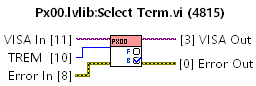 Px00.lvlib:Select Term.vi (4815)
VISA In [11]
PX00
[3] VISA Out
TREM [10]
F
B
Error In [8]
[0] Error Out